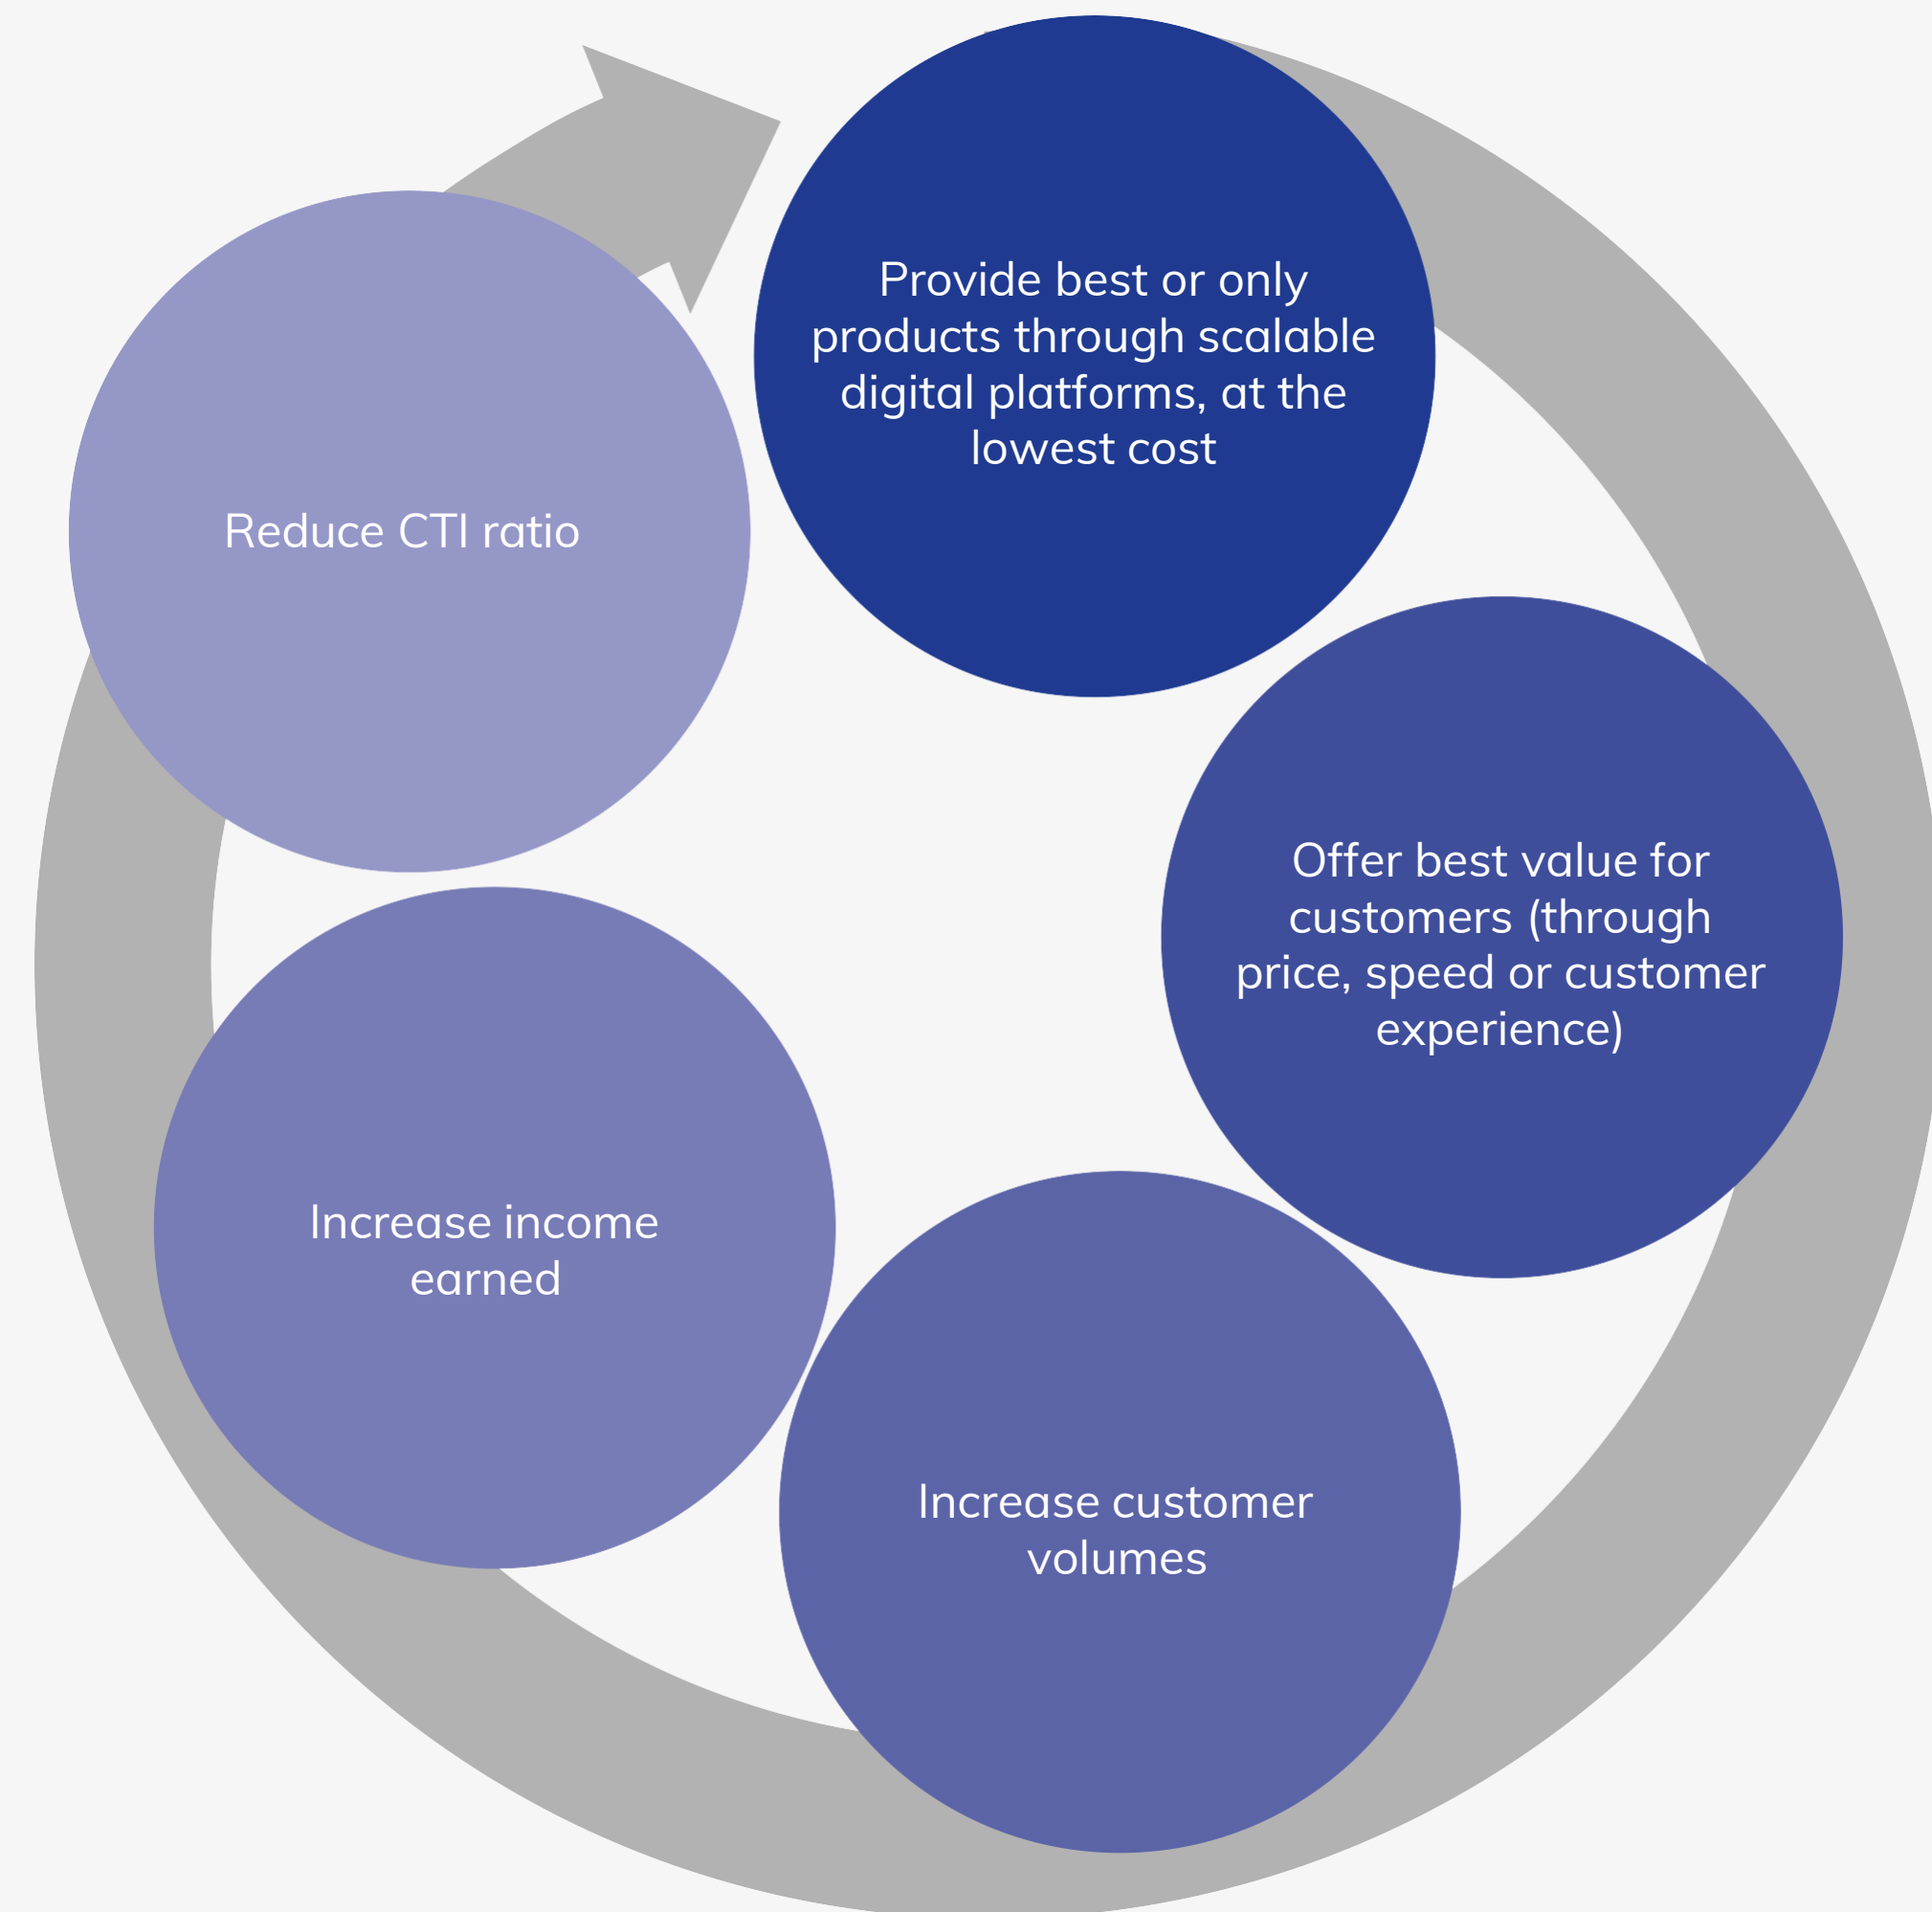 Provide best or only
products through scalable
digital platforms, at the
lowest cost
Offer best value for
customers (through
price, speed or customer
experience)
Increase customer
volumes
Increase income
earned
Reduce CTI ratio